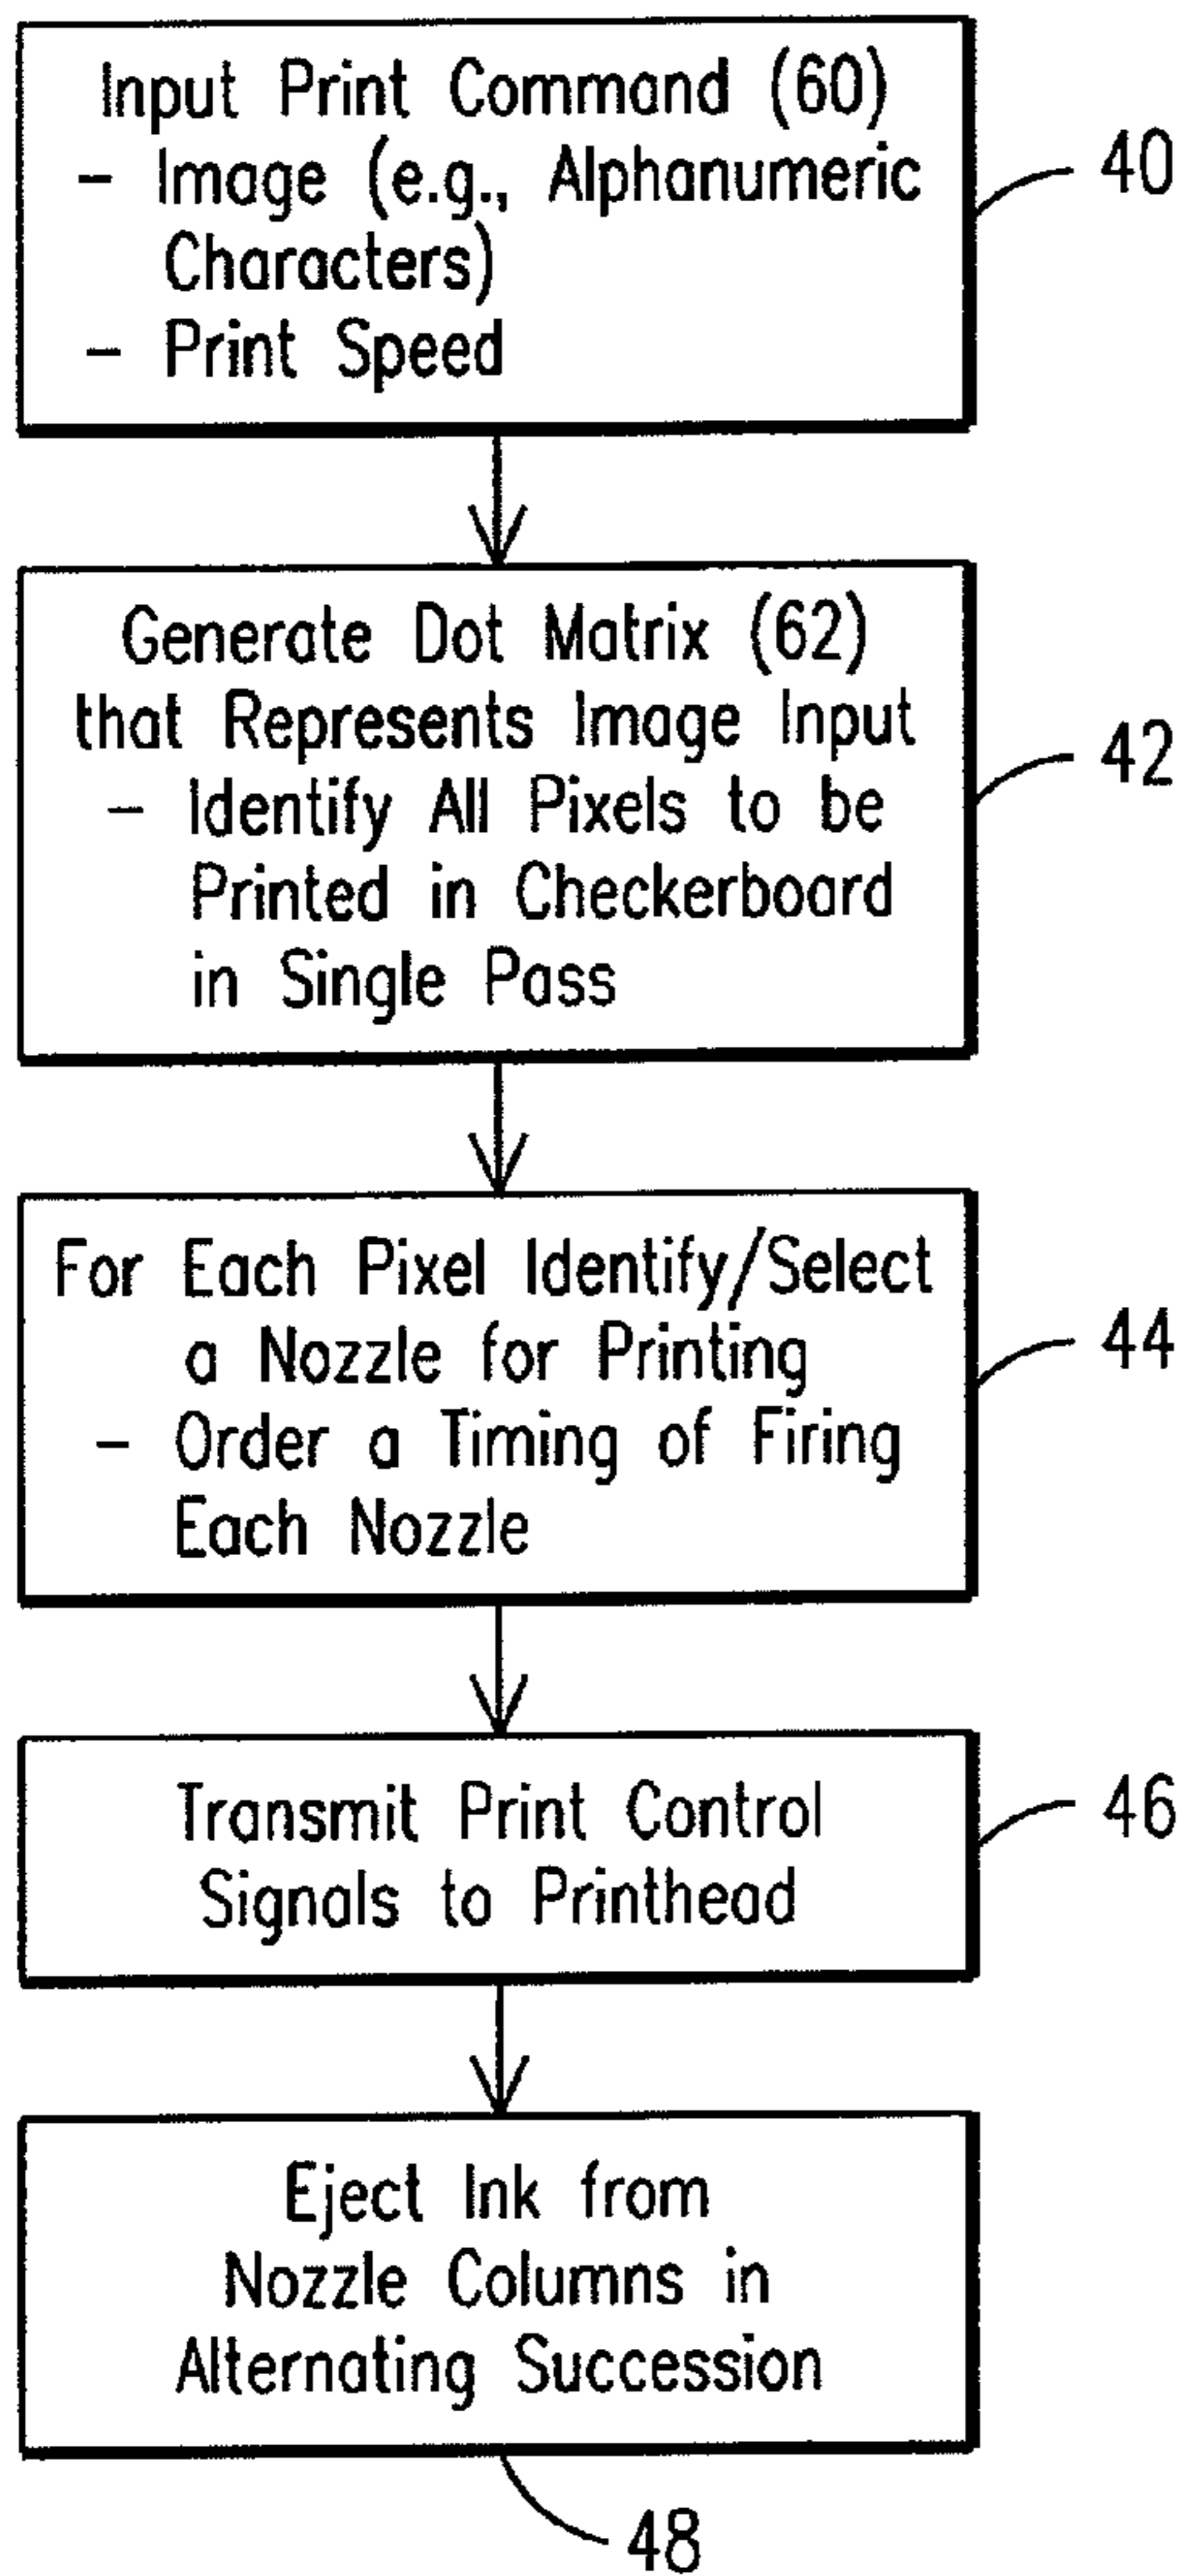 Input Print Command (60)
- Image (e.g., Alphanumeric
Characters)
- Print Speed
40
Generate Dot Matrix (62)
that Represents Image Input
- Identify All Pixels to be
Printed in Checkerboard
in Single Pass
42
For Each Pixel Identify/Select
a Nozzle for Printing
- Order a Timing of Firing
Each Nozzle
44
Transmit Print Control
Signals to Printhead
46
Eject Ink from
Nozzle Columns in
Alternating Succession
48